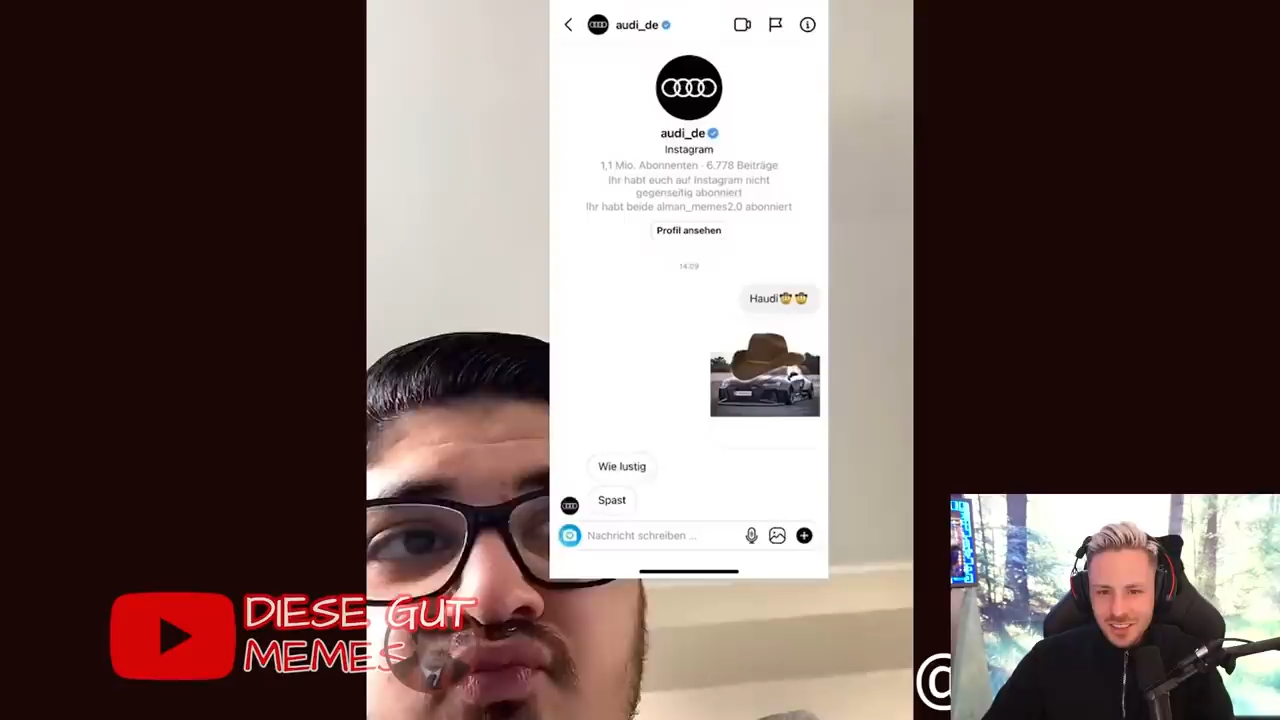 audi_de
audi_de
Instagram
1,1 Mio. Abonnenten · 6.778 Beiträge
Ihr habt euch auf Instagram nicht
gegenseitig abonniert
Ihr habt beide alman_memes2.0 abonniert
Profil ansehen
14:09
Haudi🤠🤠
Wie lustig
Spast
Nachricht schreiben ...
DIESE GUT
MEMES
@